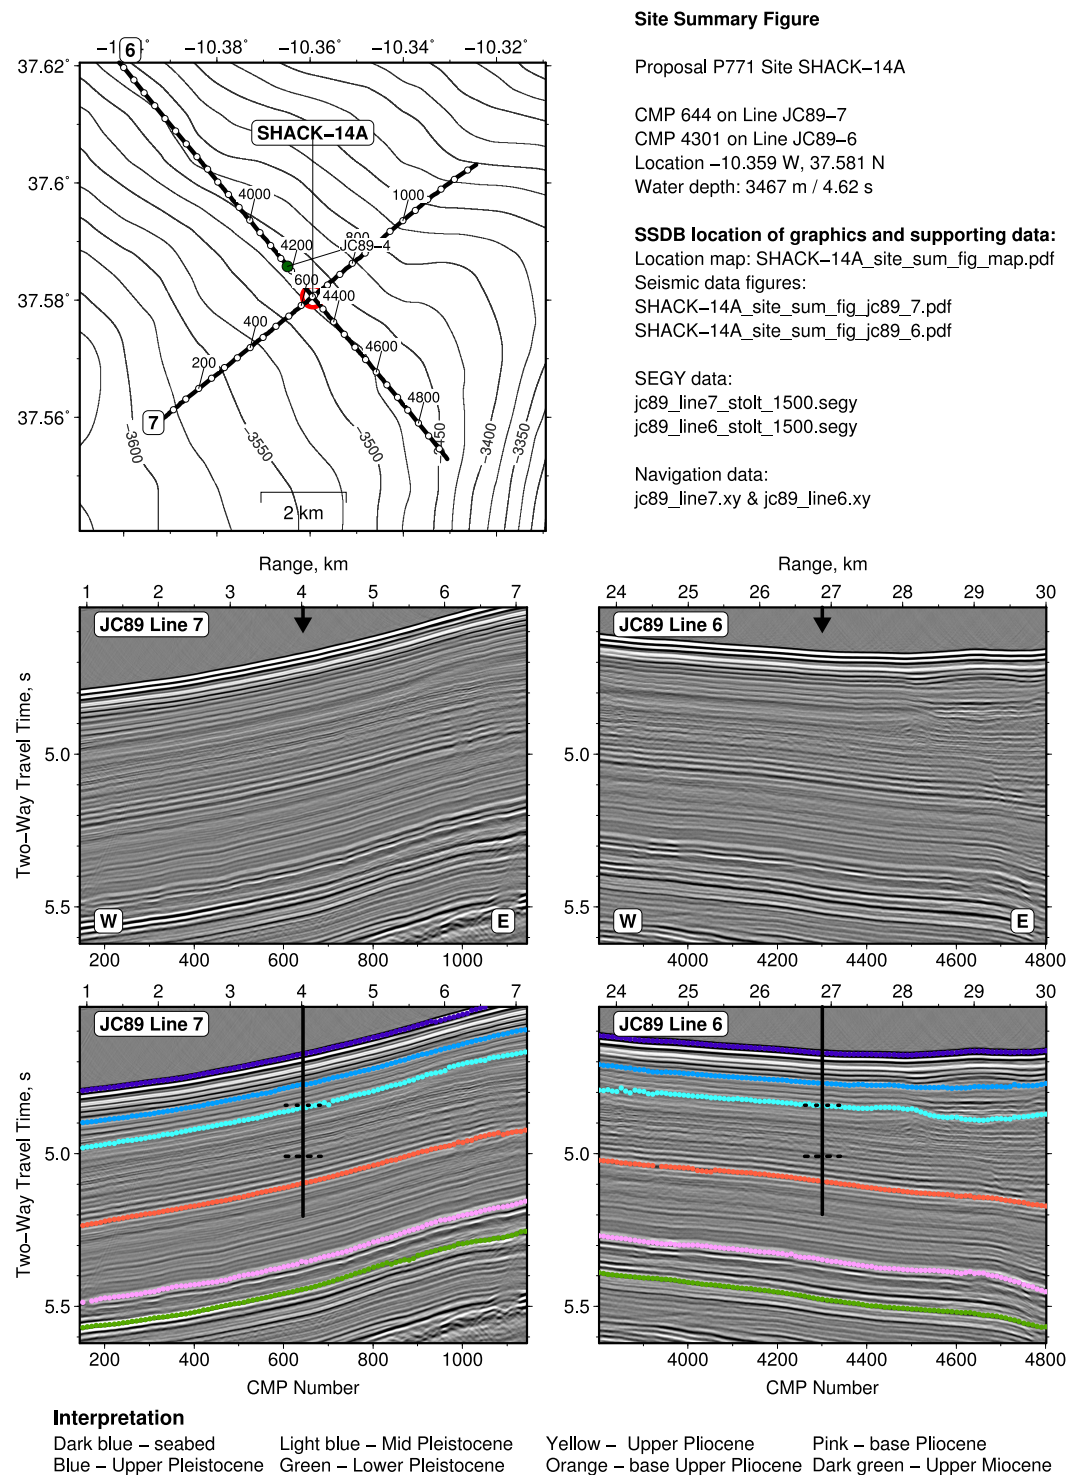 Site Summary Figure
Proposal P771 Site SHACK−14A
CMP 644 on Line JC89−7
CMP 4301 on Line JC89−6
Location −10.359 W, 37.581 N
Water depth: 3467 m / 4.62 s
SSDB location of graphics and supporting data:
Location map: SHACK−14A_site_sum_fig_map.pdf
Seismic data figures:
SHACK−14A_site_sum_fig_jc89_7.pdf
SHACK−14A_site_sum_fig_jc89_6.pdf
SEGY data:
jc89_line7_stolt_1500.segy
jc89_line6_stolt_1500.segy
Navigation data:
jc89_line7.xy & jc89_line6.xy
6 −10.38˚ −10.36˚ −10.34˚ −10.32˚
37.62˚
37.6˚
37.58˚
37.56˚
SHACK−14A
JC89−4
4000
1000
4200
600
4400
400
4600
200
4800
7
−3600
−3550
−3500
−3400
−3350
2 km
Range, km
1 2 3 4 5 6 7
JC89 Line 7
Two−Way Travel Time, s
5.0
5.5
W E
200 400 600 800 1000
Range, km
24 25 26 27 28 29 30
JC89 Line 6
5.0
5.5
W E
4000 4200 4400 4600 4800
1 2 3 4 5 6 7
JC89 Line 7
Two−Way Travel Time, s
5.0
5.5
200 400 600 800 1000
CMP Number
24 25 26 27 28 29 30
JC89 Line 6
5.0
5.5
4000 4200 4400 4600 4800
CMP Number
Interpretation
Dark blue − seabed Light blue − Mid Pleistocene Yellow − Upper Pliocene Pink − base Pliocene
Blue − Upper Pleistocene Green − Lower Pleistocene Orange − base Upper Pliocene Dark green − Upper Miocene